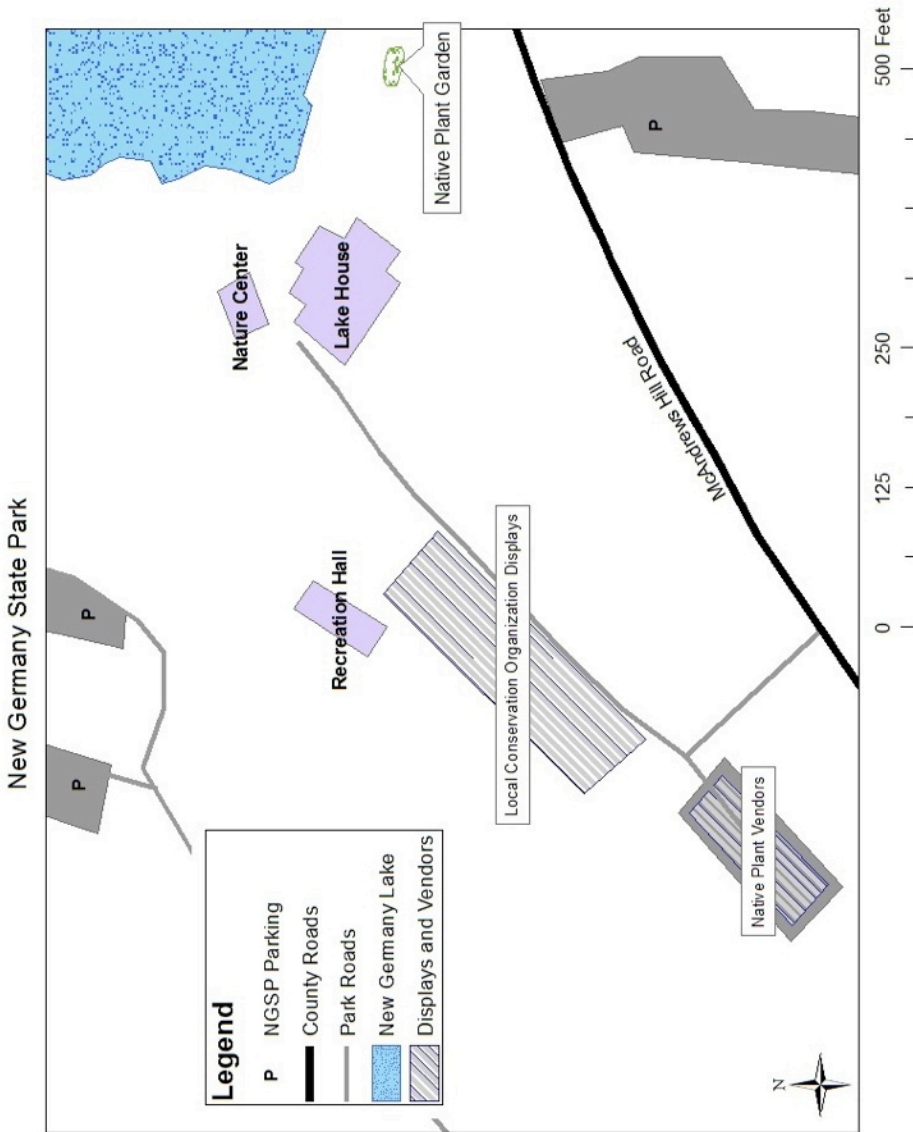 New Germany State Park
Nature Center
Lake House
Native Plant Garden
P
P
P
Recreation Hall
Local Conservation Organization Displays
McAndrews Hill Road
Native Plant Vendors
Legend
P NGSP Parking
County Roads
Park Roads
New Germany Lake
Displays and Vendors
N
0 125 250 500 Feet